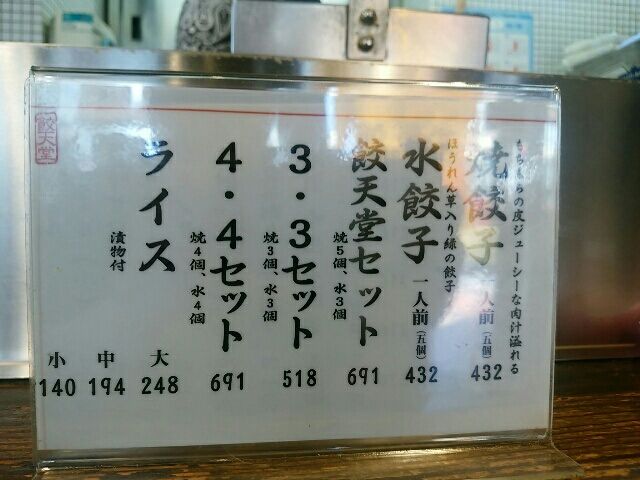 もちもちの皮ジューシーな肉汁溢れる
焼餃子 一人前(五個) 432
ほうれん草入り緑の餃子
水餃子 一人前(五個) 432
餃天堂セット 691
焼5個、水3個
3・3セット 518
焼3個、水3個
4・4セット 691
焼4個、水4個
ライス
漬物付
大 248
中 194
小 140
餃天堂